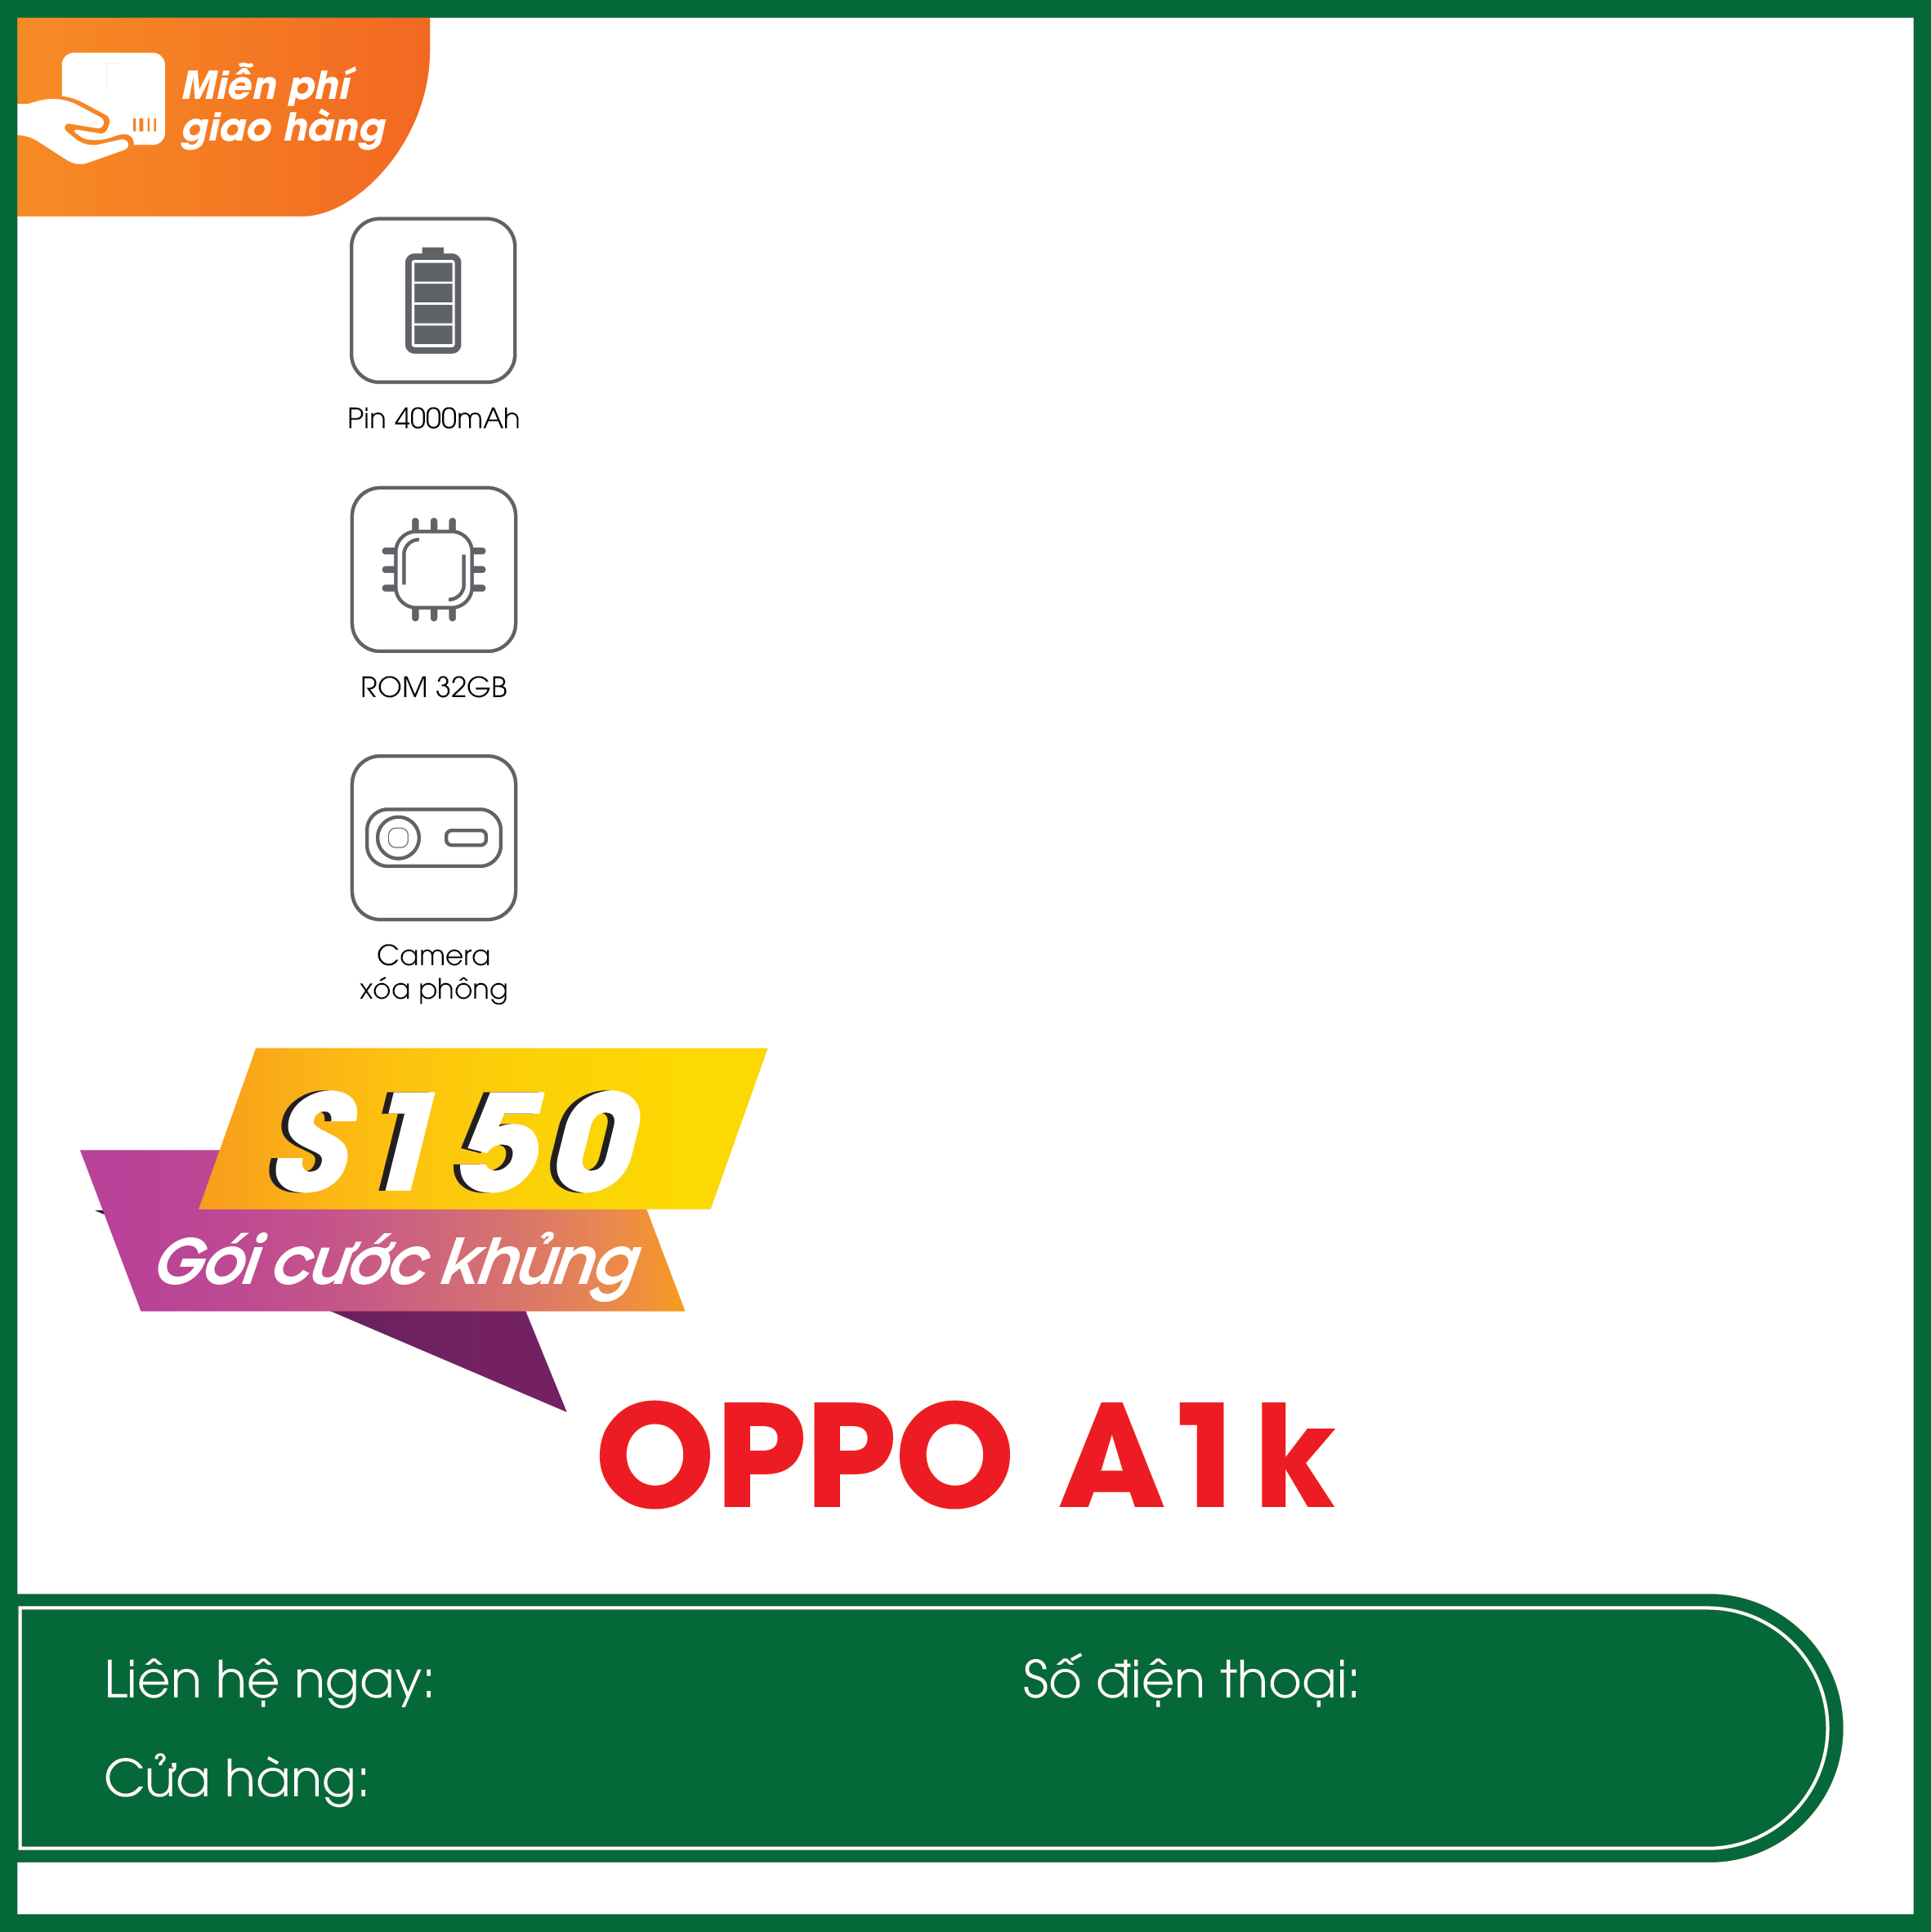 Miễn phí
giao hàng
Pin 4000mAh
ROM 32GB
Camera
xóa phông
S150
Gói cước khủng
OPPO A1k
Liên hệ ngay:
Số điện thoại:
Cửa hàng: